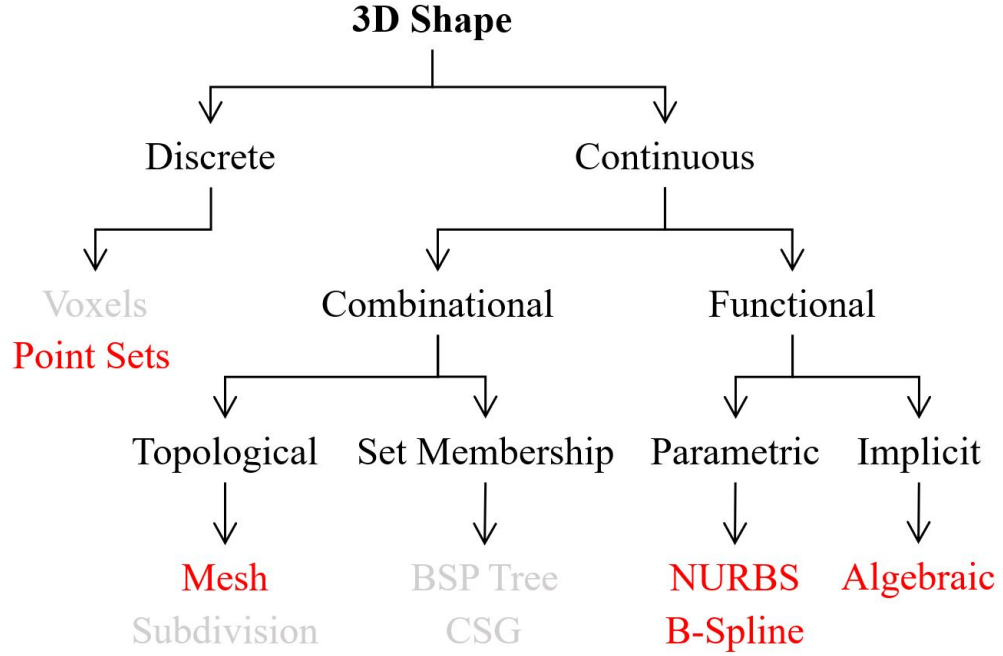 3D Shape
Discrete
Continuous
Voxels
Point Sets
Combinational
Functional
Topological
Set Membership
Parametric
Implicit
Mesh
Subdivision
BSP Tree
CSG
NURBS
B-Spline
Algebraic